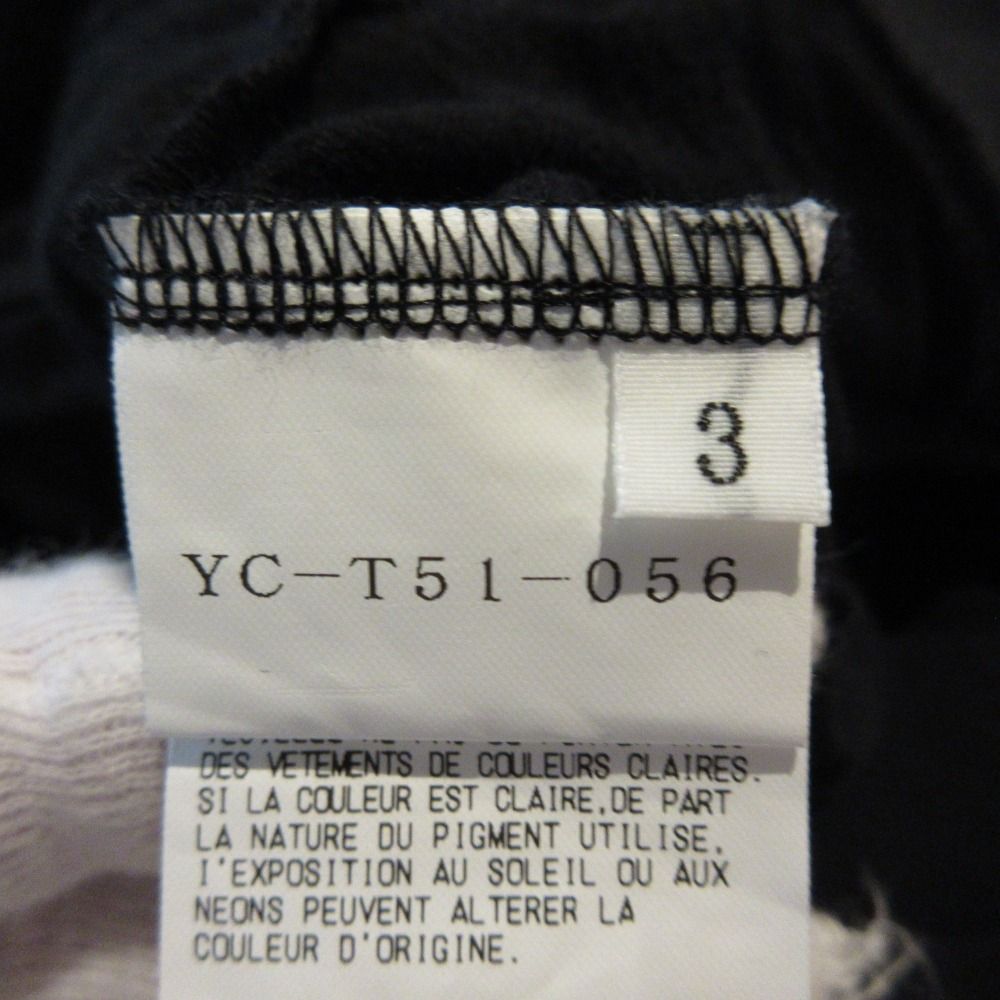 3
YC-T51-056
DES VETEMENTS DE COULEURS CLAIRES.
SI LA COULEUR EST CLAIRE,DE PART
LA NATURE DU PIGMENT UTILISE,
I'EXPOSITION AU SOLEIL OU AUX
NEONS PEUVENT ALTERER LA
COULEUR D'ORIGINE.